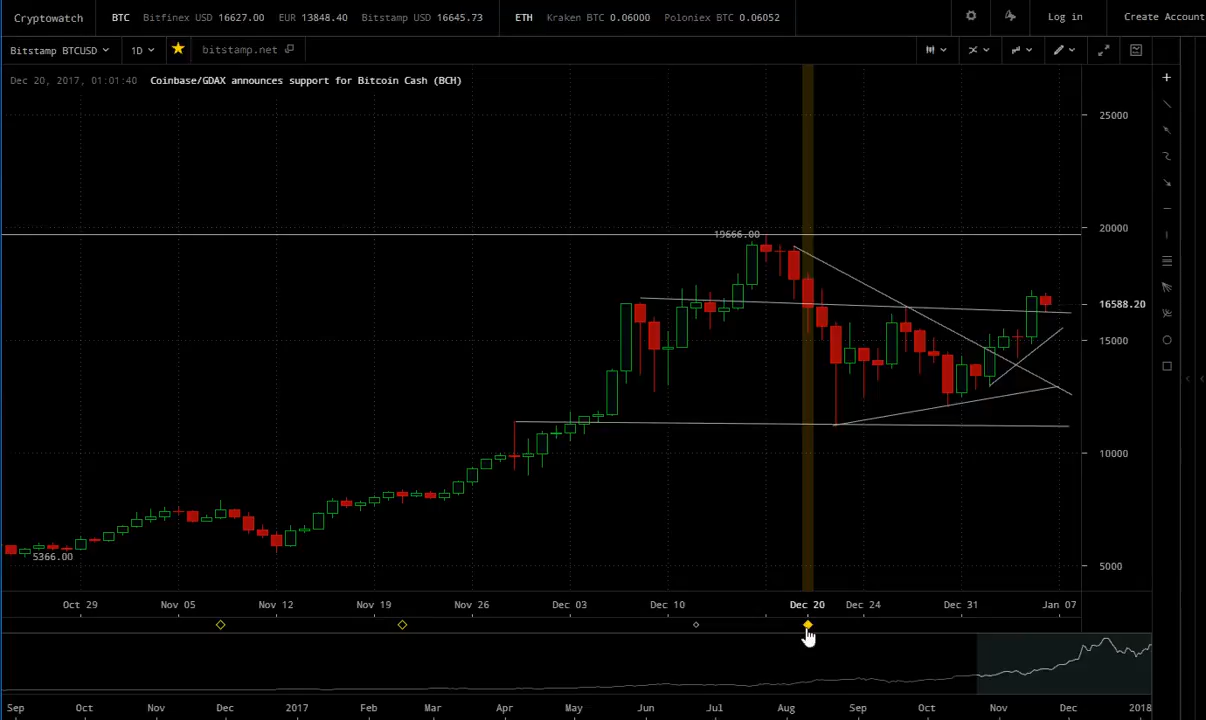 Cryptowatch BTC Bitfinex USD 16627.00 EUR 13848.40 Bitstamp USD 16645.73 ETH Kraken BTC 0.06000 Poloniex BTC 0.06052 Log in Create Account
Bitstamp BTCUSD 1D bitstamp.net
Dec 20, 2017, 01:01:40 Coinbase/GDAX announces support for Bitcoin Cash (BCH)
25000
20000
19666.00
16588.20
15000
10000
5366.00
5000
Oct 29 Nov 05 Nov 12 Nov 19 Nov 26 Dec 03 Dec 10 Dec 20 Dec 24 Dec 31 Jan 07
Sep Oct Nov Dec 2017 Feb Mar Apr May Jun Jul Aug Sep Oct Nov Dec 2018